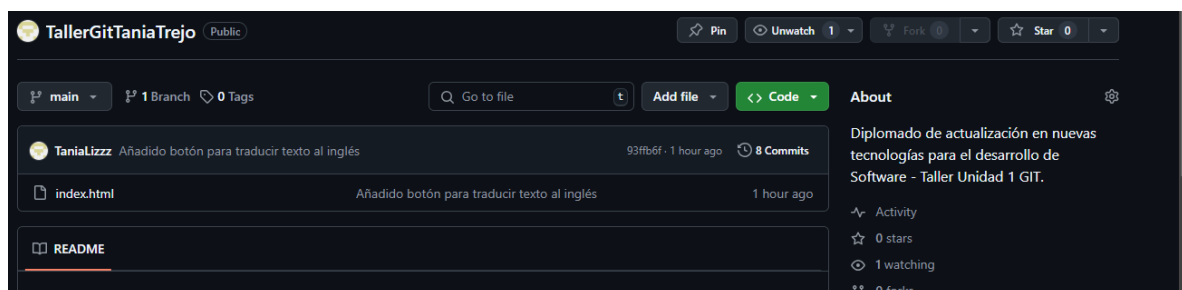 TallerGitTaniaTrejo Public
Pin
Unwatch 1
Fork 0
Star 0
main
1 Branch
0 Tags
Go to file
t
Add file
Code
TaniaLizzz Añadido botón para traducir texto al inglés 93ffb6f · 1 hour ago 8 Commits
index.html Añadido botón para traducir texto al inglés 1 hour ago
README
About
Diplomado de actualización en nuevas
tecnologías para el desarrollo de
Software - Taller Unidad 1 GIT.
Activity
0 stars
1 watching
0 forks